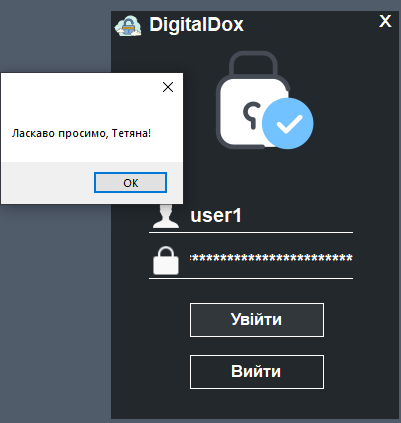 DigitalDox
X
Ласкаво просимо, Тетяна!
OK
user1
************************
Увійти
Вийти